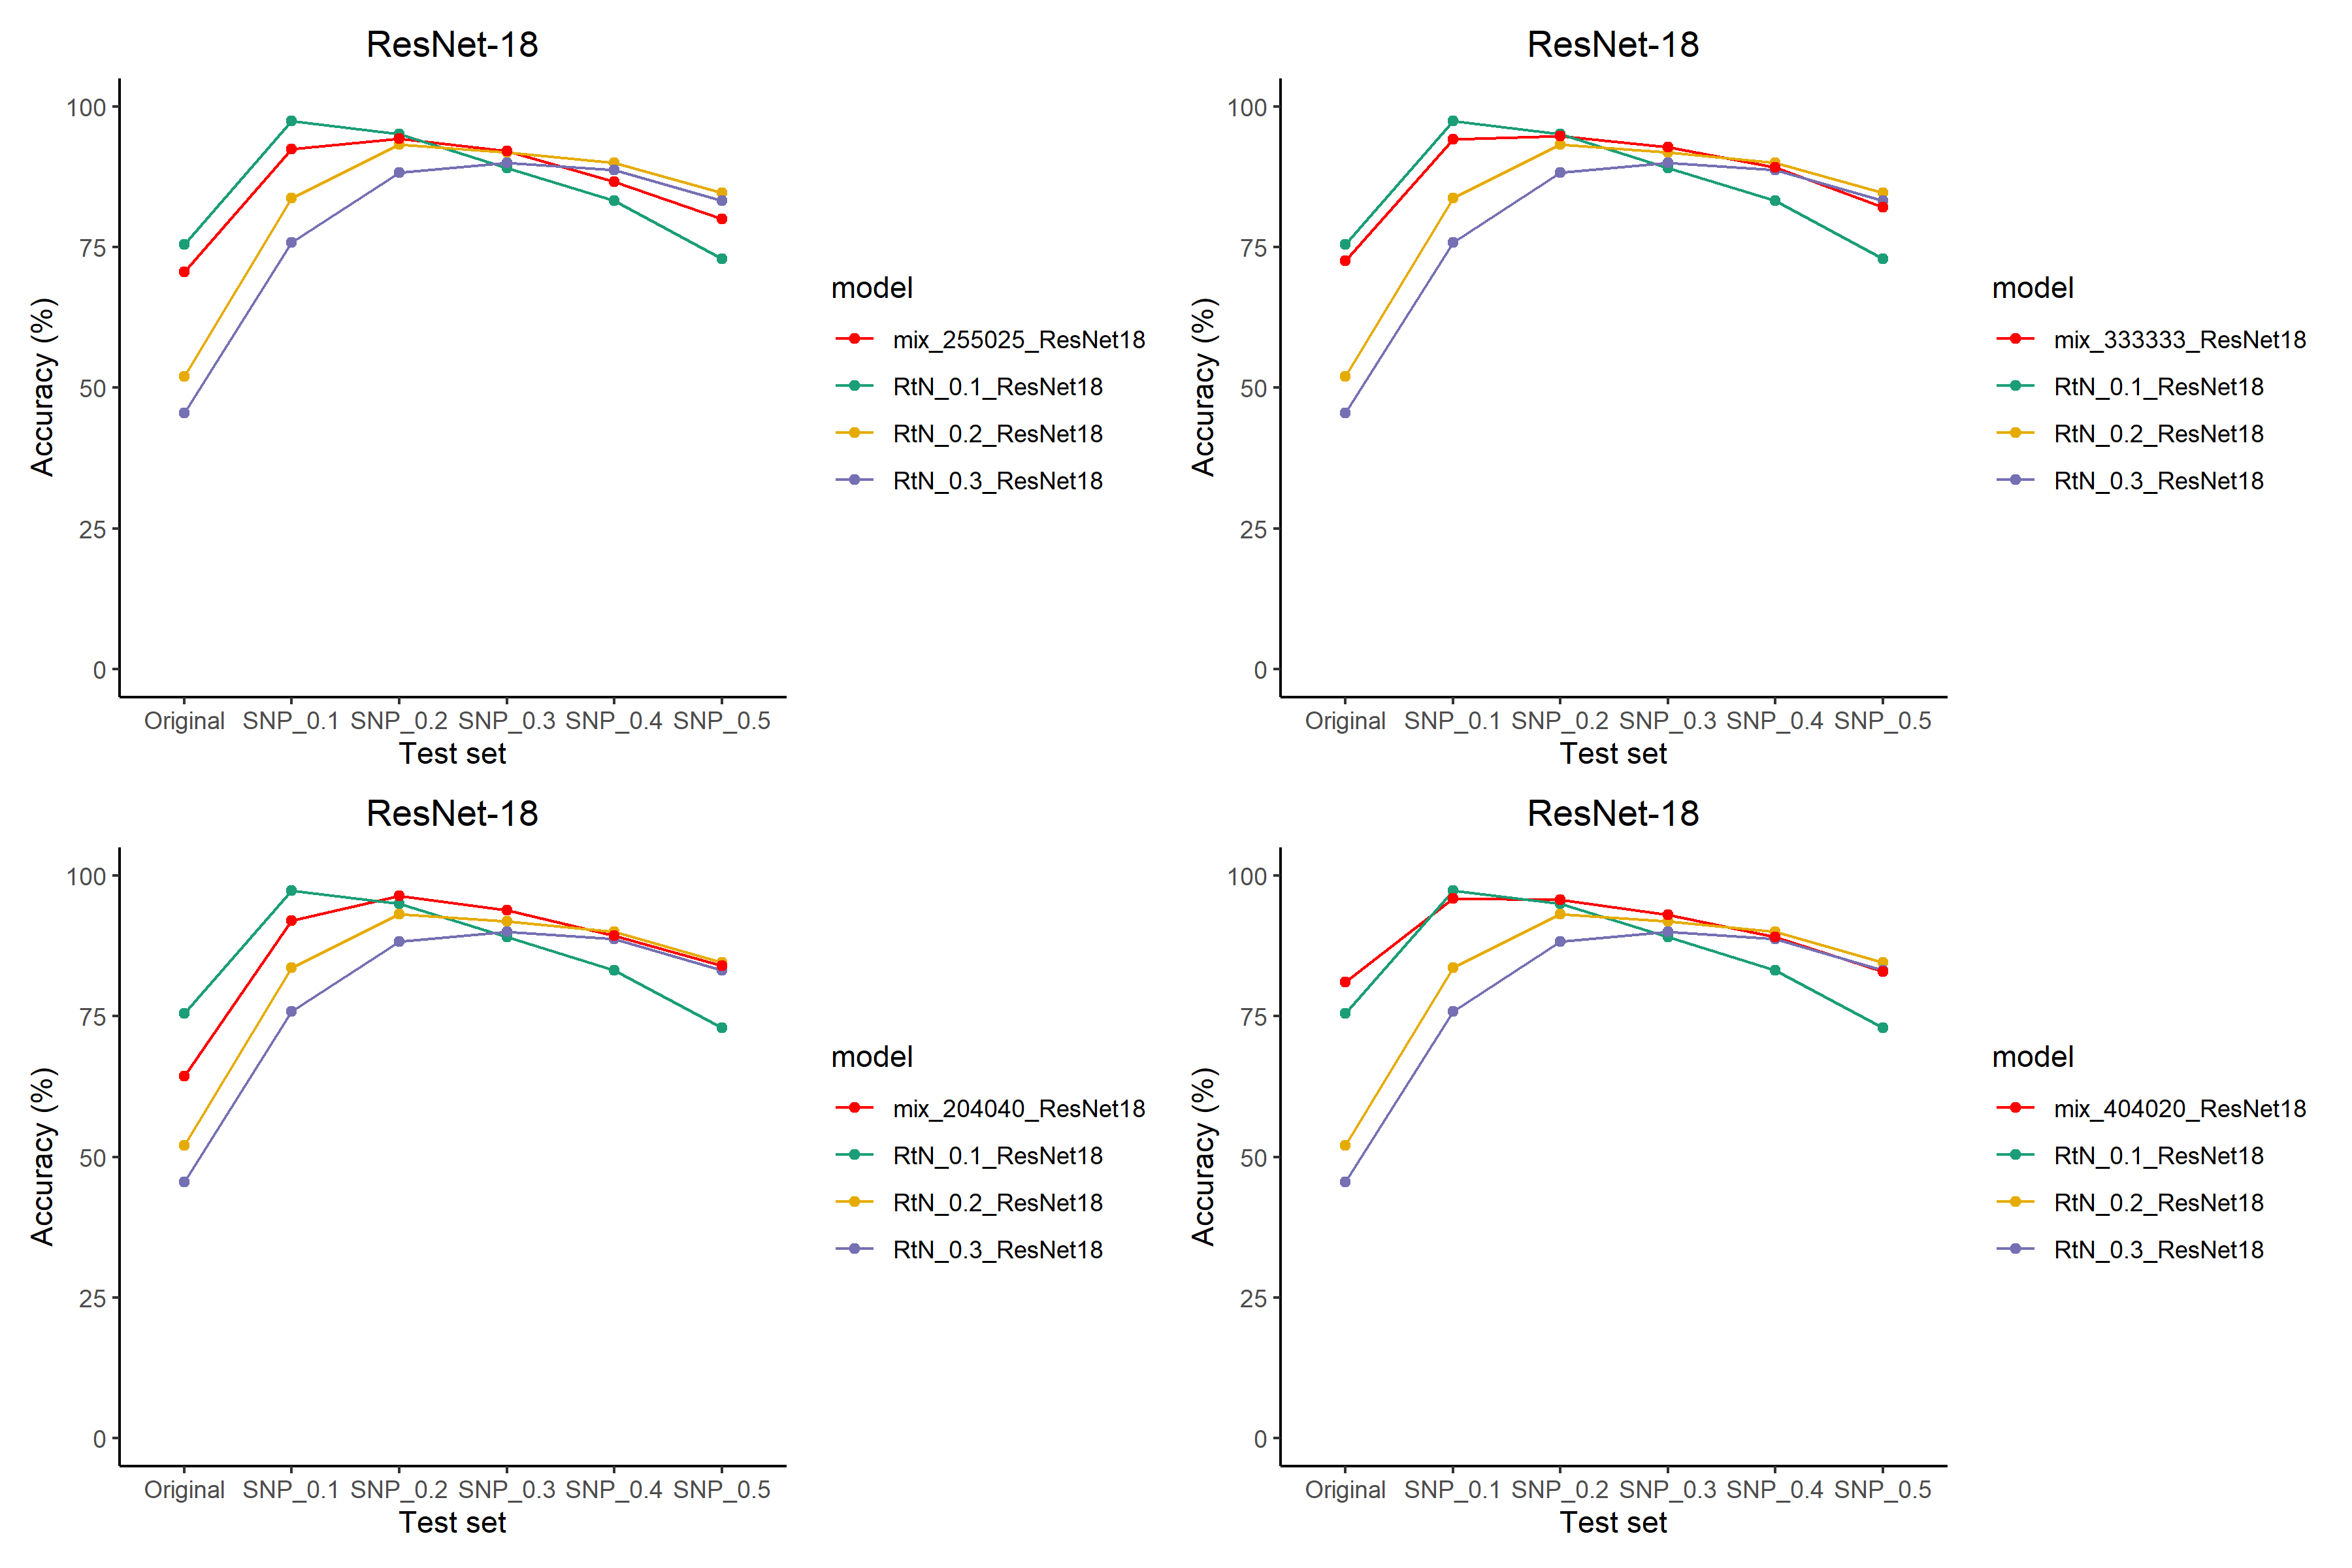 ResNet-18
Accuracy (%)
100
75
50
25
0
Original SNP_0.1 SNP_0.2 SNP_0.3 SNP_0.4 SNP_0.5
Test set
model
mix_255025_ResNet18
RtN_0.1_ResNet18
RtN_0.2_ResNet18
RtN_0.3_ResNet18
ResNet-18
Accuracy (%)
100
75
50
25
0
Original SNP_0.1 SNP_0.2 SNP_0.3 SNP_0.4 SNP_0.5
Test set
model
mix_333333_ResNet18
RtN_0.1_ResNet18
RtN_0.2_ResNet18
RtN_0.3_ResNet18
ResNet-18
Accuracy (%)
100
75
50
25
0
Original SNP_0.1 SNP_0.2 SNP_0.3 SNP_0.4 SNP_0.5
Test set
model
mix_204040_ResNet18
RtN_0.1_ResNet18
RtN_0.2_ResNet18
RtN_0.3_ResNet18
ResNet-18
Accuracy (%)
100
75
50
25
0
Original SNP_0.1 SNP_0.2 SNP_0.3 SNP_0.4 SNP_0.5
Test set
model
mix_404020_ResNet18
RtN_0.1_ResNet18
RtN_0.2_ResNet18
RtN_0.3_ResNet18